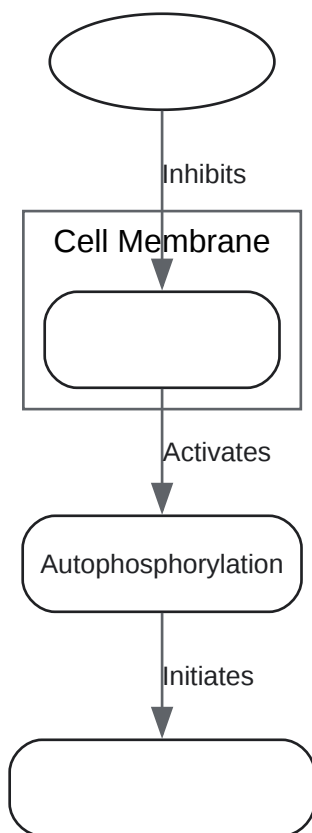 Inhibits
Cell Membrane
Activates
Autophosphorylation
Initiates